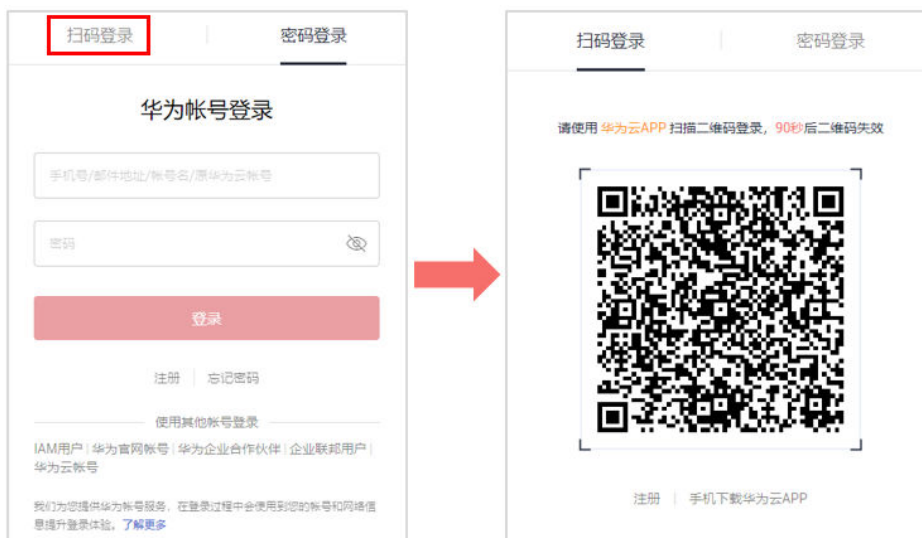 扫码登录
密码登录
华为帐号登录
手机号/邮件地址/帐号名/原华为云帐号
密码
登录
注册 | 忘记密码
使用其他帐号登录
IAM用户 | 华为官网帐号 | 华为企业合作伙伴 | 企业联邦用户 |
华为云帐号
我们为您提供华为帐号服务，在登录过程中会使用到您的帐号和网络信
息提升登录体验。了解更多
扫码登录
密码登录
请使用 华为云APP 扫描二维码登录，90秒后二维码失效
注册 | 手机下载华为云APP